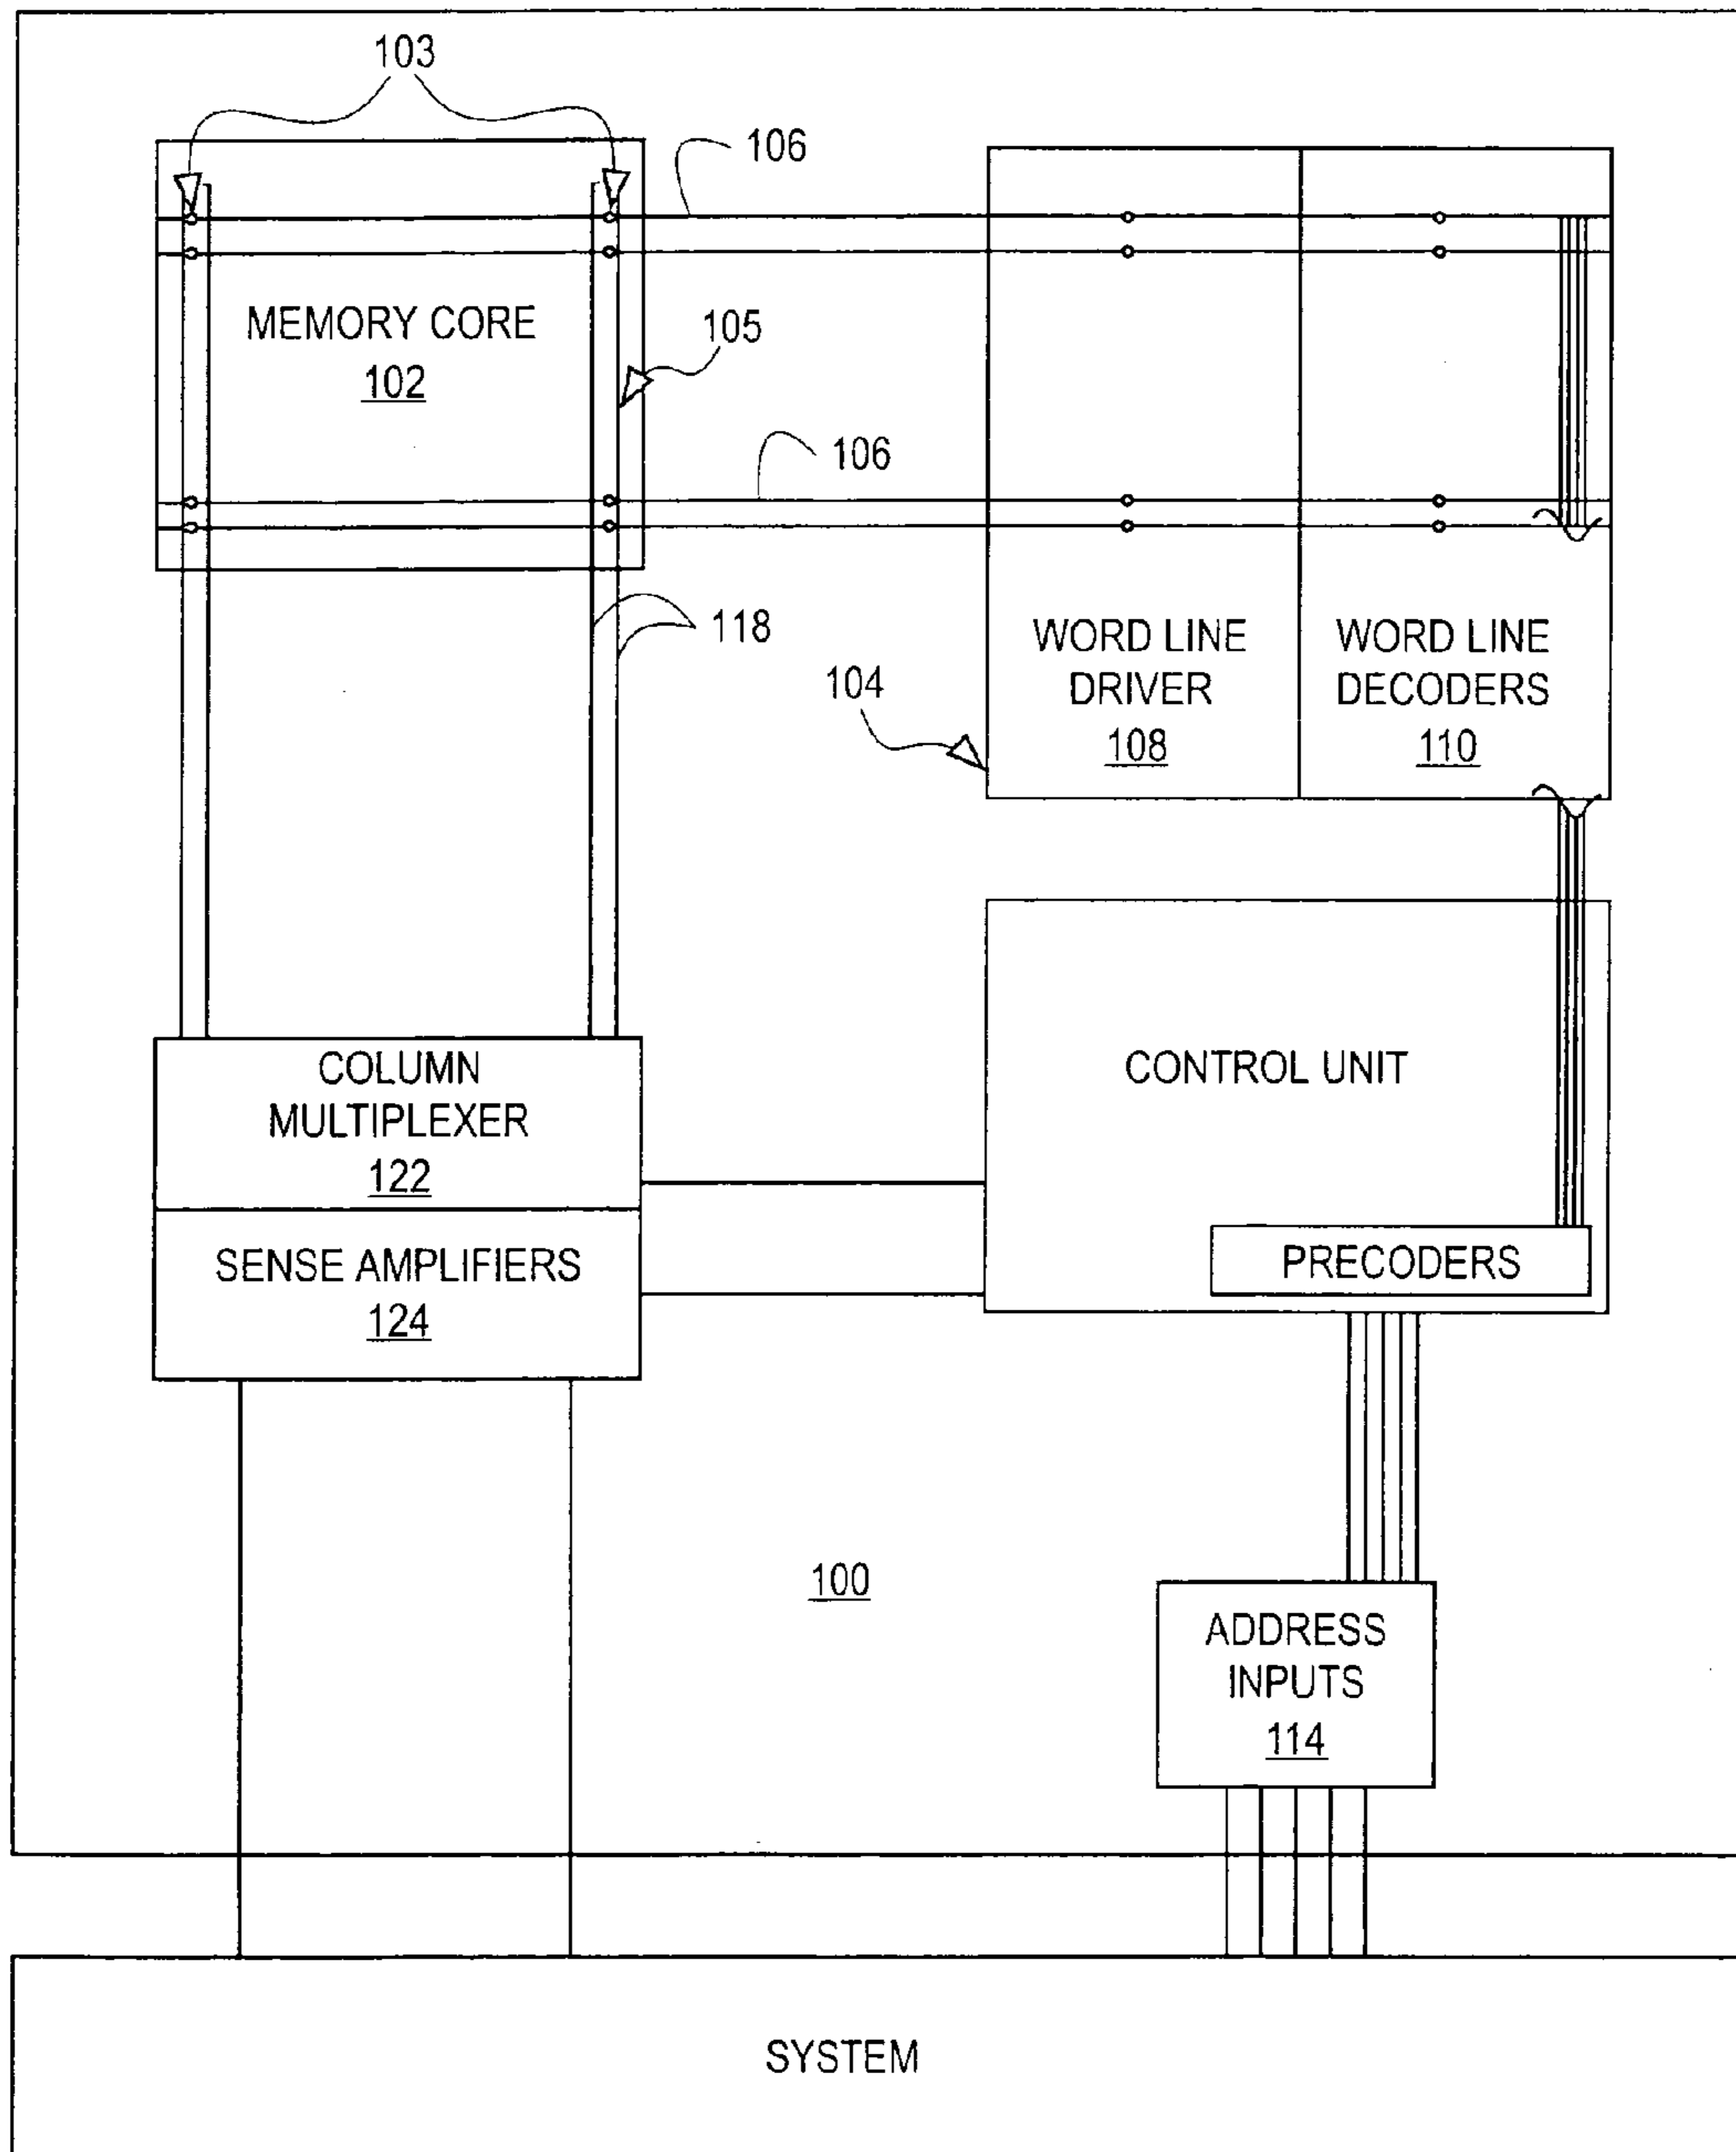 103
106
MEMORY CORE
102
105
106
118
WORD LINE
DRIVER
108
WORD LINE
DECODERS
110
104
COLUMN
MULTIPLEXER
122
SENSE AMPLIFIERS
124
CONTROL UNIT
PRECODERS
100
ADDRESS
INPUTS
114
SYSTEM